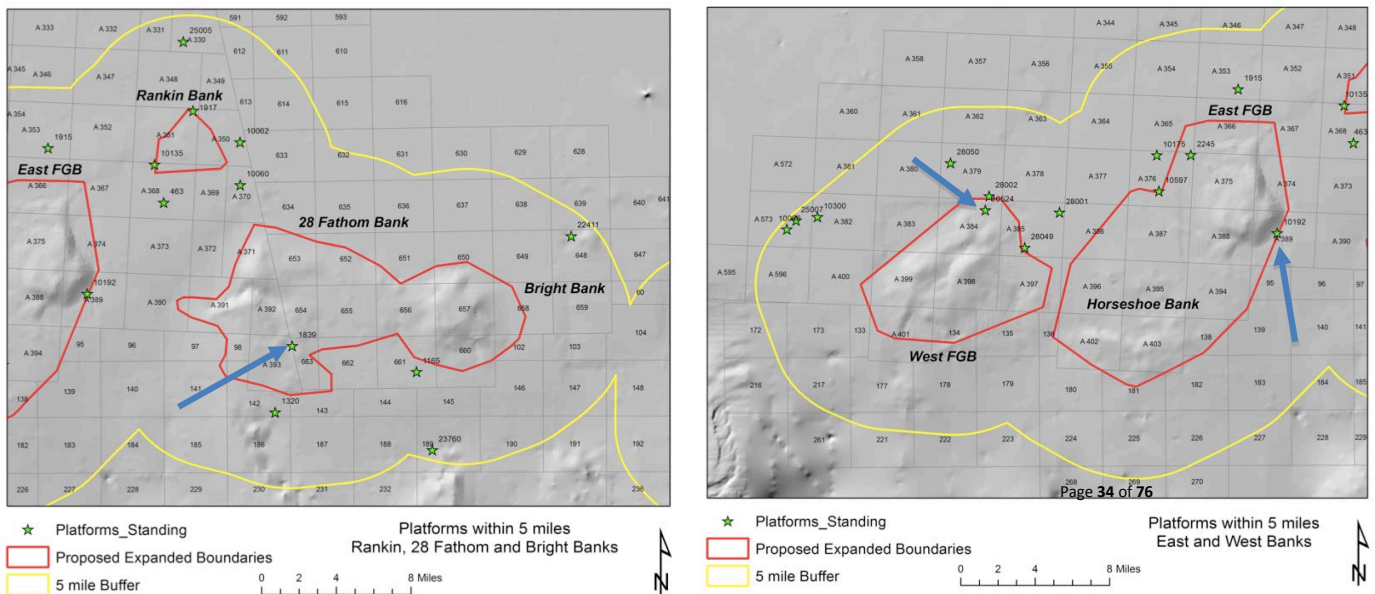 A 333 A 332 A 331 25005 A 330 591 592 593
612 611 610
A 345 A 346 A 347 A 348 A 349
Rankin Bank
1917
613 614 615 616
A 354 A 353 1915 A 352 A 350 10062
10135 633 632 631 630 629 628
East FGB
A 366 A 367 A 368 463 A 369 A 370 10060
634 635 636 637 638 639 640 641
28 Fathom Bank
A 375 A 374 A 373 A 372 A 371 653 652 651 650 649 648 647
22411
Bright Bank
A 388 10192 A 389 A 390 A 391 A 392 654 655 656 657 658 659 60
1839
A 394 95 96 97 98 A 393 663 662 661 1165 660 102 103 104
139 140 141 142 143 145 146 147 148
138 1320
182 183 184 185 186 187 188 189 23760 190 191 192
226 227 228 229 230 231 232 236
Platforms_Standing
Proposed Expanded Boundaries
5 mile Buffer
Platforms within 5 miles
Rankin, 28 Fathom and Bright Banks
0 2 4 8 Miles
N
A 344 A 345 A 346 A 347 A 348
A 358 A 357 A 356 A 355 A 354 A 353 1915 A 352 A 351
10135
East FGB
A 360 A 361 A 362 A 363 A 364 A 365 A 366 A 367 A 368 463
A 572 A 381 A 380 28050 A 379 A 378 A 377 A 376 10175 2245 A 375 A 374 A 373
28002 10597
A 573 25007 10300 A 382 A 383 A 384 A 385 28001 A 386 A 387 A 388 10192 A 389 A 390
28049
A 595 A 596 A 400 A 399 A 398 A 397 A 396 A 395 A 394 95 96 97
Horseshoe Bank
172 173 133 A 401 134 135 136 A 402 A 403 138 139 140 141
West FGB
216 217 177 178 179 180 181 182 183 184 185
261 221 222 223 224 225 226 227 228 229
268 269 270
Page 34 of 76
Platforms_Standing
Proposed Expanded Boundaries
5 mile Buffer
Platforms within 5 miles
East and West Banks
0 2 4 8 Miles
N